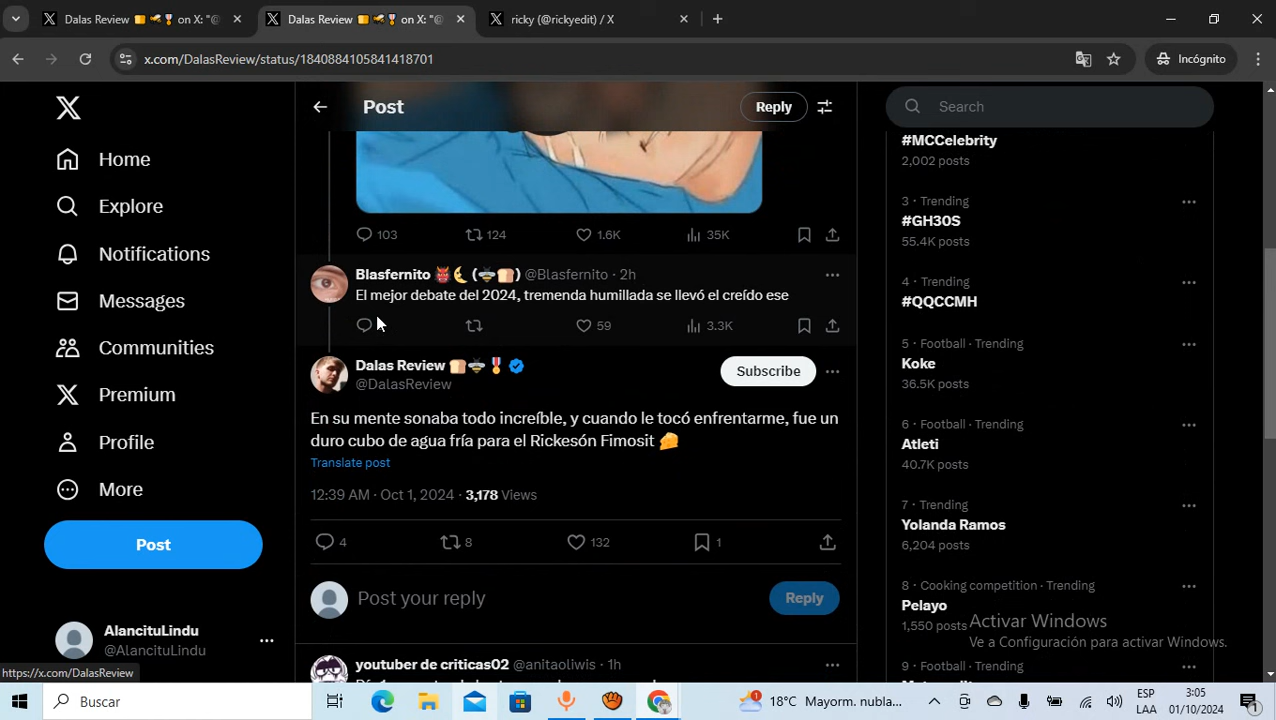 Dalas Review on X: "@
Dalas Review on X: "@
ricky (@rickyedit) / X
x.com/DalasReview/status/1840884105841418701
Incógnito
Post
Reply
Search
Home
Explore
Notifications
Messages
Communities
Premium
Profile
More
Post
AlancituLindu
@AlancituLindu
https://x.com/DalasReview
103
124
1.6K
35K
Blasfernito 👹🌜(🐝🍞) @Blasfernito · 2h
El mejor debate del 2024, tremenda humillada se llevó el creído ese
59
3.3K
Dalas Review 🍞🐝🎖
@DalasReview
Subscribe
En su mente sonaba todo increíble, y cuando le tocó enfrentarme, fue un
duro cubo de agua fría para el Rickesón Fimosit 🧀
Translate post
12:39 AM · Oct 1, 2024 · 3,178 Views
4
8
132
1
Post your reply
Reply
youtuber de criticas02 @anitaoliwis · 1h
#MCCelebrity
2,002 posts
3 · Trending
#GH30S
55.4K posts
4 · Trending
#QQCCMH
5 · Football · Trending
Koke
36.5K posts
6 · Football · Trending
Atleti
40.7K posts
7 · Trending
Yolanda Ramos
6,204 posts
8 · Cooking competition · Trending
Pelayo
1,550 posts
9 · Football · Trending
Activar Windows
Ve a Configuración para activar Windows.
Buscar
18°C Mayorm. nubla...
ESP
LAA
3:05
01/10/2024
1